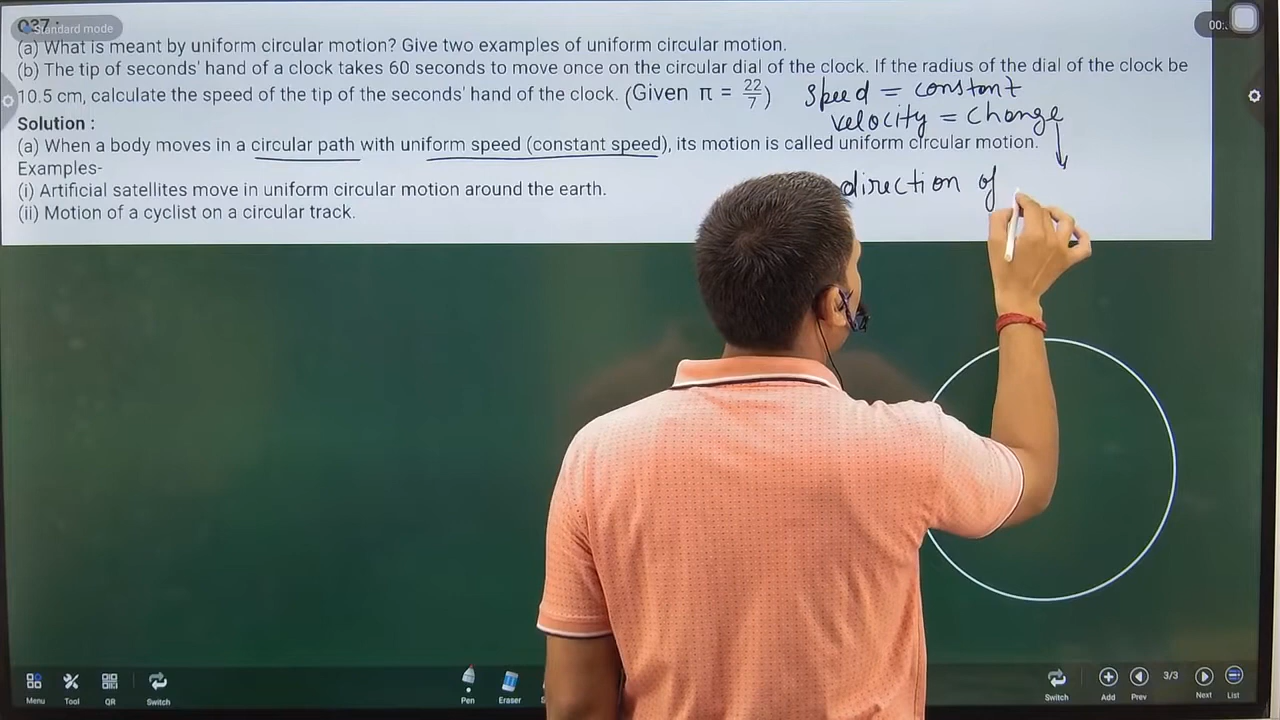 Q37 :
Standard mode
00:
(a) What is meant by uniform circular motion? Give two examples of uniform circular motion.
(b) The tip of seconds' hand of a clock takes 60 seconds to move once on the circular dial of the clock. If the radius of the dial of the clock be
10.5 cm, calculate the speed of the tip of the seconds' hand of the clock. (Given π = 22/7)
speed = constant
velocity = change
Solution :
(a) When a body moves in a circular path with uniform speed (constant speed), its motion is called uniform circular motion.
Examples-
direction of
(i) Artificial satellites move in uniform circular motion around the earth.
(ii) Motion of a cyclist on a circular track.
Menu Tool QR Switch Pen Eraser Switch Add Prev 3/3 Next List